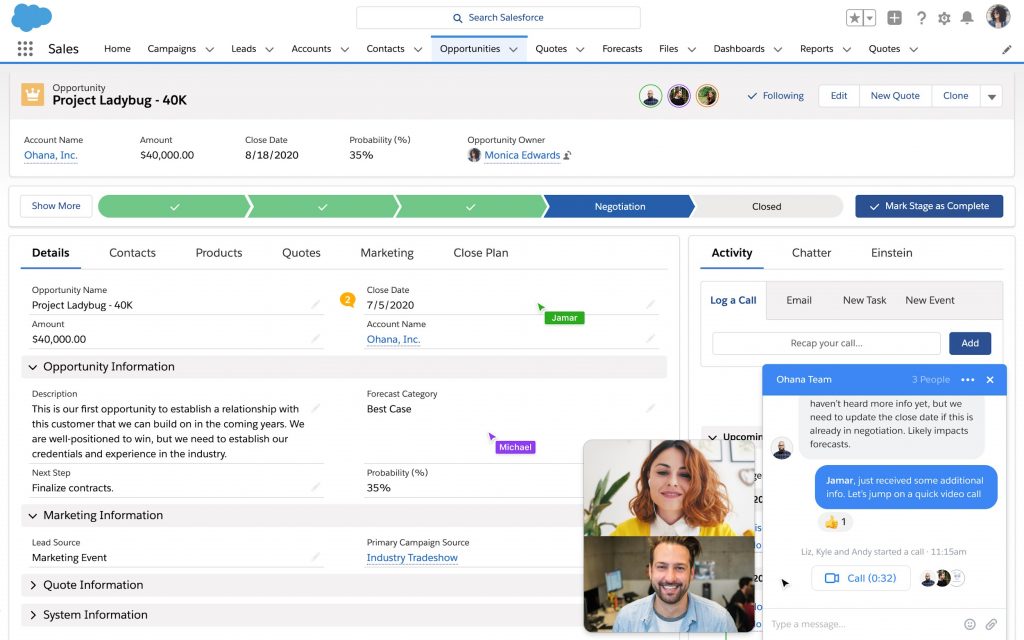 Search Salesforce
Sales
Home
Campaigns
Leads
Accounts
Contacts
Opportunities
Quotes
Forecasts
Files
Dashboards
Reports
Quotes
Opportunity
Project Ladybug - 40K
Following
Edit
New Quote
Clone
Account Name
Amount
Close Date
Probability (%)
Opportunity Owner
Ohana, Inc.
$40,000.00
8/18/2020
35%
Monica Edwards
Show More
Negotiation
Closed
Mark Stage as Complete
Details
Contacts
Products
Quotes
Marketing
Close Plan
Opportunity Name
Project Ladybug - 40K
2
Close Date
7/5/2020
Jamar
Amount
$40,000.00
Account Name
Ohana, Inc.
Opportunity Information
Description
This is our first opportunity to establish a relationship with
this customer that we can build on in the coming years. We
are well-positioned to win, but we need to establish our
credentials and experience in the industry.
Forecast Category
Best Case
Michael
Next Step
Finalize contracts.
Probability (%)
35%
Marketing Information
Lead Source
Marketing Event
Primary Campaign Source
Industry Tradeshow
Quote Information
System Information
Activity
Chatter
Einstein
Log a Call
Email
New Task
New Event
Recap your call...
Add
Ohana Team
3 People
haven't heard more info yet, but we
need to update the close date if this is
already in negotiation. Likely impacts
forecasts.
Jamar, just received some additional
info. Let's jump on a quick video call
1
Liz, Kyle and Andy started a call · 11:15am
Call (0:32)
Type a message...